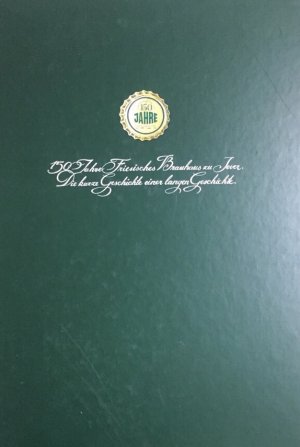 150
JAHRE
150 Jahre Friesisches Brauhaus zu Jever.
Die kurze Geschichte einer langen Geschichte.